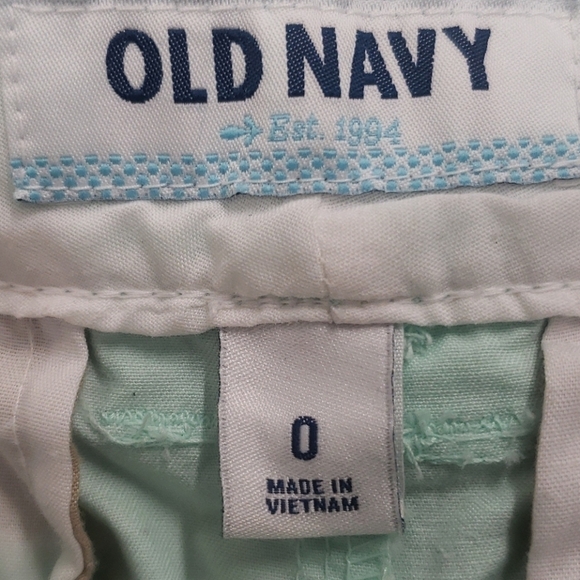 OLD NAVY
Est. 1994
0
MADE IN
VIETNAM